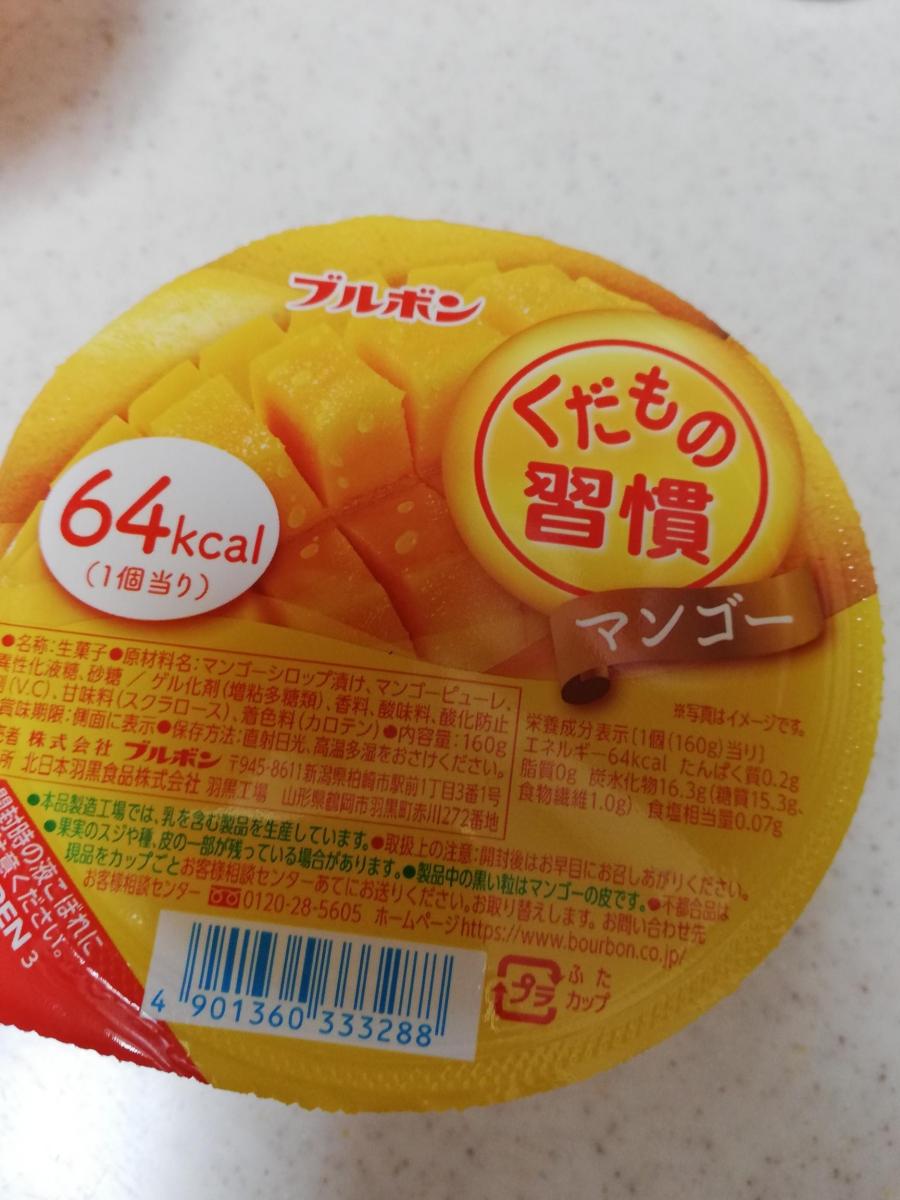 ブルボン
くだもの
習慣
マンゴー
64kcal
(1個当り)
※写真はイメージです。
●名称:生菓子●原材料名:マンゴーシロップ漬け、マンゴーピューレ、
異性化液糖、砂糖/ゲル化剤(増粘多糖類)、香料、酸味料、酸化防止
剤(V.C)、甘味料(スクラロース)、着色料(カロテン)●内容量:160g
賞味期限:側面に表示●保存方法:直射日光、高温多湿をおさけください。
株式会社 ブルボン 〒945-8611新潟県柏崎市駅前1丁目3番1号
北日本羽黒食品株式会社 羽黒工場 山形県鶴岡市羽黒町赤川272番地
栄養成分表示[1個(160g)当り]
エネルギー64kcal たんぱく質0.2g
脂質0g 炭水化物16.3g(糖質15.3g、
食物繊維1.0g) 食塩相当量0.07g
●本品製造工場では、乳を含む製品を生産しています。●取扱上の注意:開封後はお早目にお召しあがりください。
●果実のスジや種、皮の一部が残っている場合があります。●製品中の黒い粒はマンゴーの皮です。●不都合品は
現品をカップごとお客様相談センターあてにお送りください。お取り替えします。お問い合わせ先
お客様相談センター 0120-28-5605 ホームページhttps://www.bourbon.co.jp/
開封時の液こぼれに
注意ください。
OPEN 3
4 901360 333288
プラ
ふた
カップ